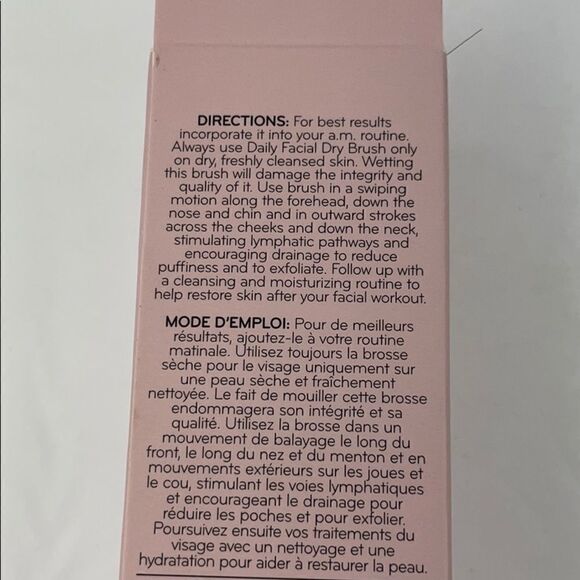 DIRECTIONS: For best results
incorporate it into your a.m. routine.
Always use Daily Facial Dry Brush only
on dry, freshly cleansed skin. Wetting
this brush will damage the integrity and
quality of it. Use brush in a swiping
motion along the forehead, down the
nose and chin and in outward strokes
across the cheeks and down the neck,
stimulating lymphatic pathways and
encouraging drainage to reduce
puffiness and to exfoliate. Follow up with
a cleansing and moisturizing routine to
help restore skin after your facial workout.
MODE D'EMPLOI: Pour de meilleurs
résultats, ajoutez-le à votre routine
matinale. Utilisez toujours la brosse
sèche pour le visage uniquement sur
une peau sèche et fraîchement
nettoyée. Le fait de mouiller cette brosse
endommagera son intégrité et sa
qualité. Utilisez la brosse dans un
mouvement de balayage le long du
front, le long du nez et du menton et en
mouvements extérieurs sur les joues et
le cou, stimulant les voies lymphatiques
et encourageant le drainage pour
réduire les poches et pour exfolier.
Poursuivez ensuite vos traitements du
visage avec un nettoyage et une
hydratation pour aider à restaurer la peau.